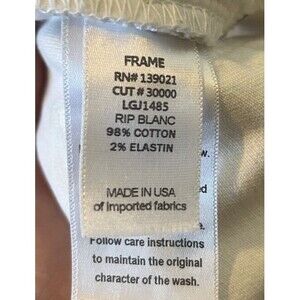 FRAME
RN# 139021
CUT # 30000
LGJ1485
RIP BLANC
98% COTTON
2% ELASTIN
MADE IN USA
of imported fabrics
Follow care instructions
to maintain the original
character of the wash.